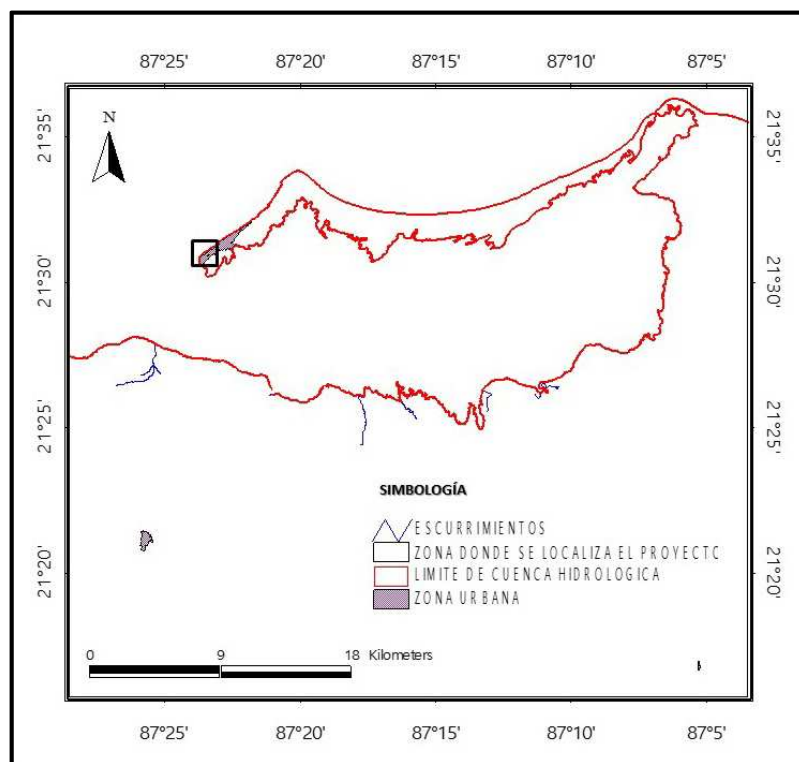 87°25' 87°20' 87°15' 87°10' 87°5'
21°35' 21°35'
N
21°30' 21°30'
21°25' 21°25'
SIMBOLOGÍA
ESCURRIMIENTOS
ZONA DONDE SE LOCALIZA EL PROYECTC
LIMITE DE CUENCA HIDROLOGICA
ZONA URBANA
21°20' 21°20'
0 9 18 Kilometers
87°25' 87°20' 87°15' 87°10' 87°5'